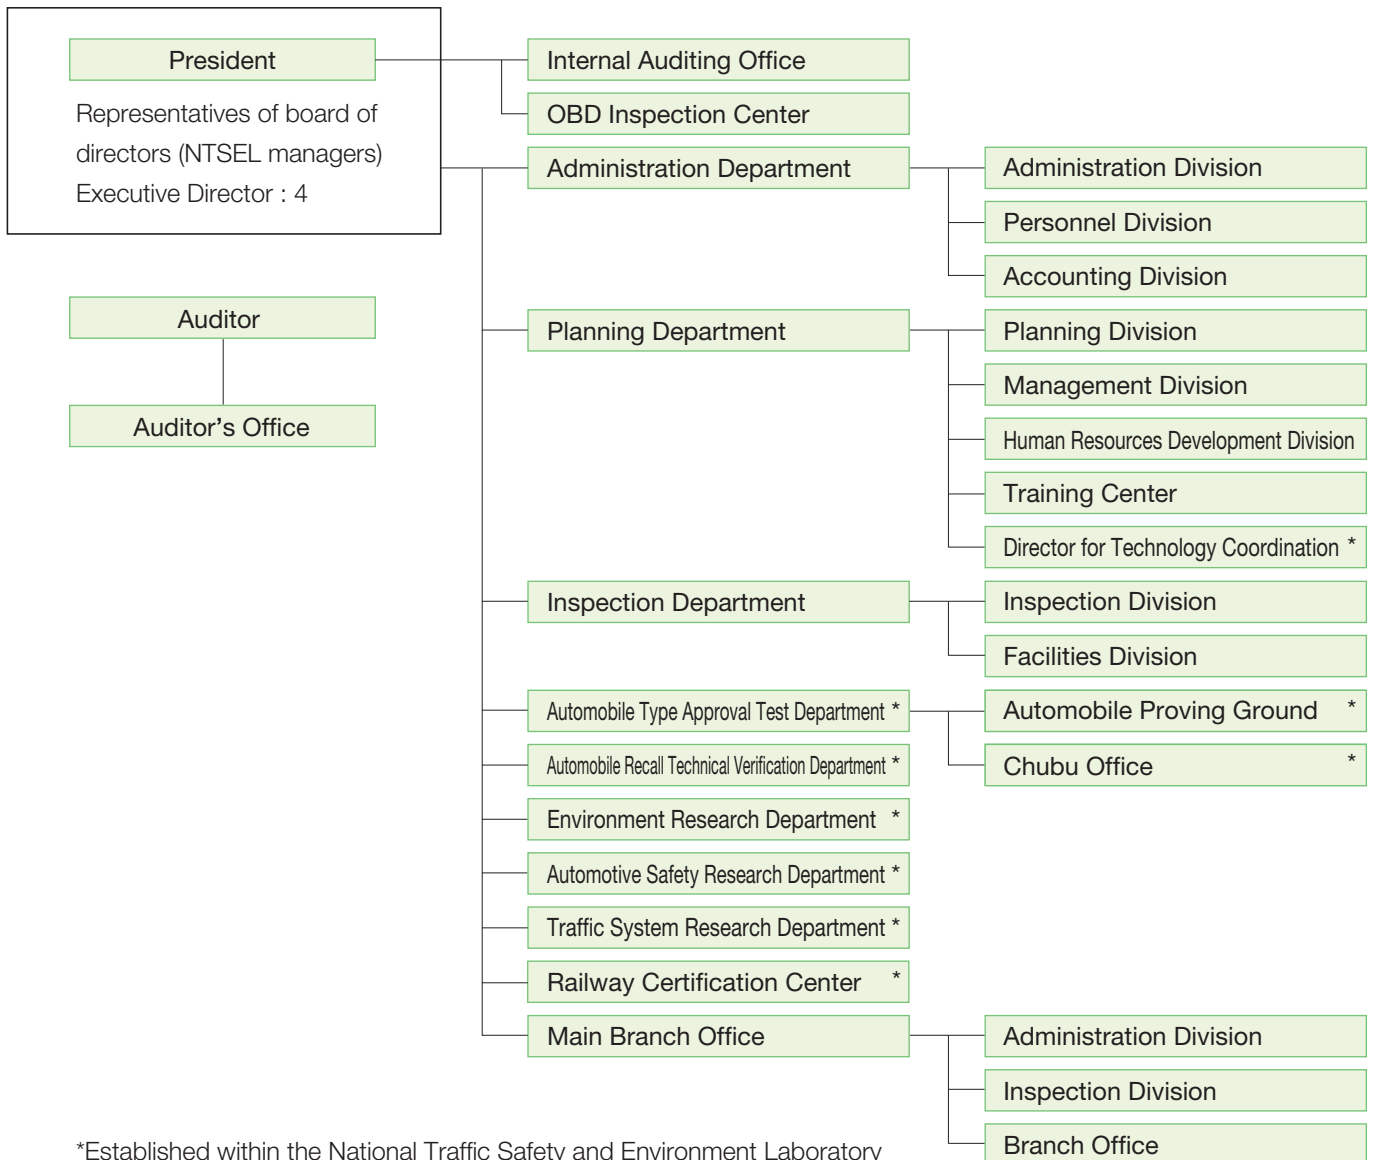 President
Representatives of board of
directors (NTSEL managers)
Executive Director : 4
Auditor
Auditor's Office
Internal Auditing Office
OBD Inspection Center
Administration Department
Administration Division
Personnel Division
Accounting Division
Planning Department
Planning Division
Management Division
Human Resources Development Division
Training Center
Director for Technology Coordination *
Inspection Department
Inspection Division
Facilities Division
Automobile Type Approval Test Department *
Automobile Proving Ground *
Chubu Office *
Automobile Recall Technical Verification Department *
Environment Research Department *
Automotive Safety Research Department *
Traffic System Research Department *
Railway Certification Center *
Main Branch Office
Administration Division
Inspection Division
Branch Office
*Established within the National Traffic Safety and Environment Laboratory